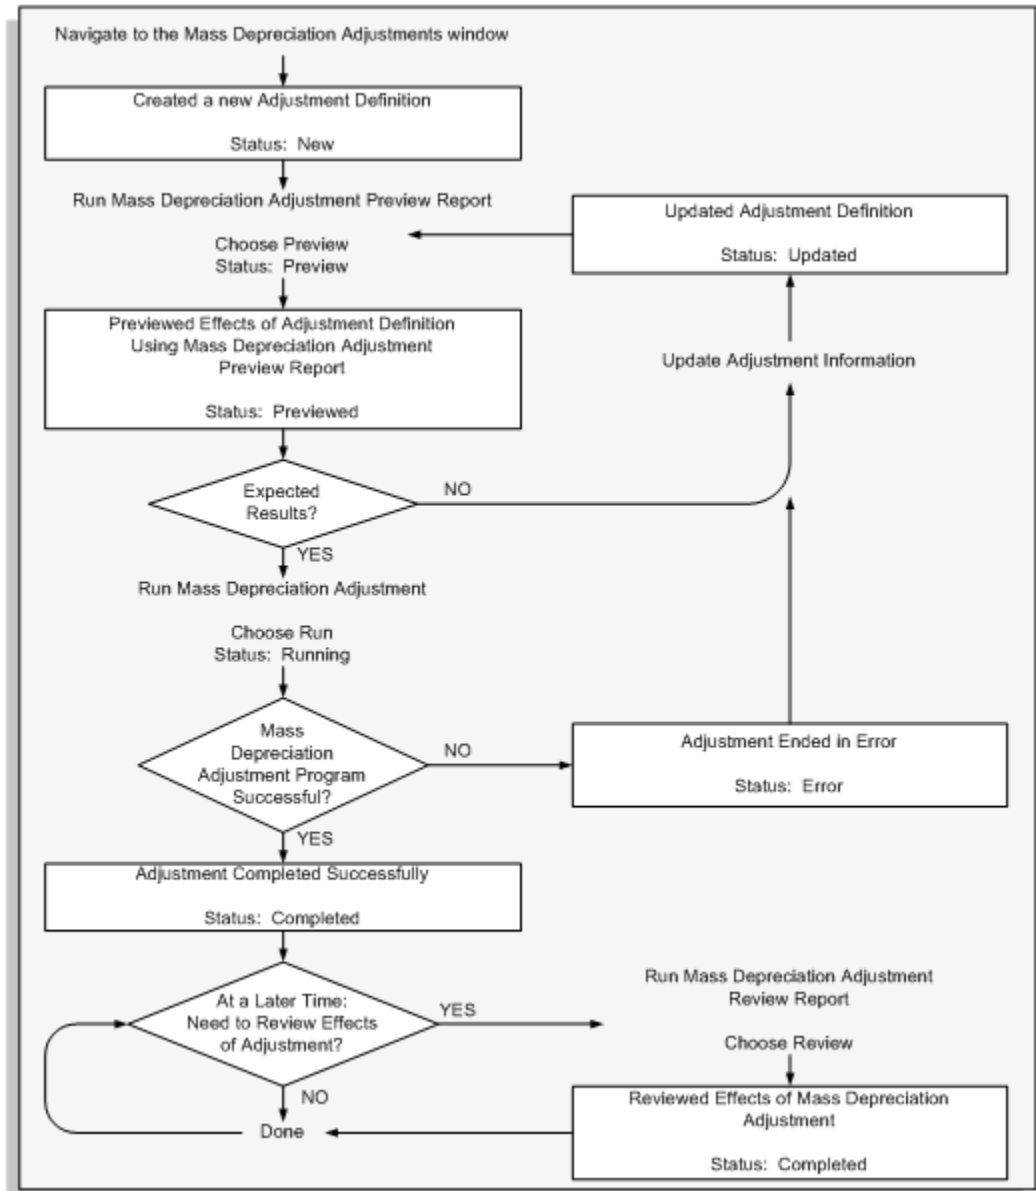 Navigate to the Mass Depreciation Adjustments window
Created a new Adjustment Definition
Status: New
Run Mass Depreciation Adjustment Preview Report
Choose Preview
Status: Preview
Updated Adjustment Definition
Status: Updated
Previewed Effects of Adjustment Definition
Using Mass Depreciation Adjustment
Preview Report
Status: Previewed
Update Adjustment Information
Expected
Results?
NO
YES
Run Mass Depreciation Adjustment
Choose Run
Status: Running
Mass
Depreciation
Adjustment Program
Successful?
NO
Adjustment Ended in Error
Status: Error
YES
Adjustment Completed Successfully
Status: Completed
At a Later Time:
Need to Review Effects
of Adjustment?
YES
Run Mass Depreciation Adjustment
Review Report
Choose Review
NO
Done
Reviewed Effects of Mass Depreciation
Adjustment
Status: Completed